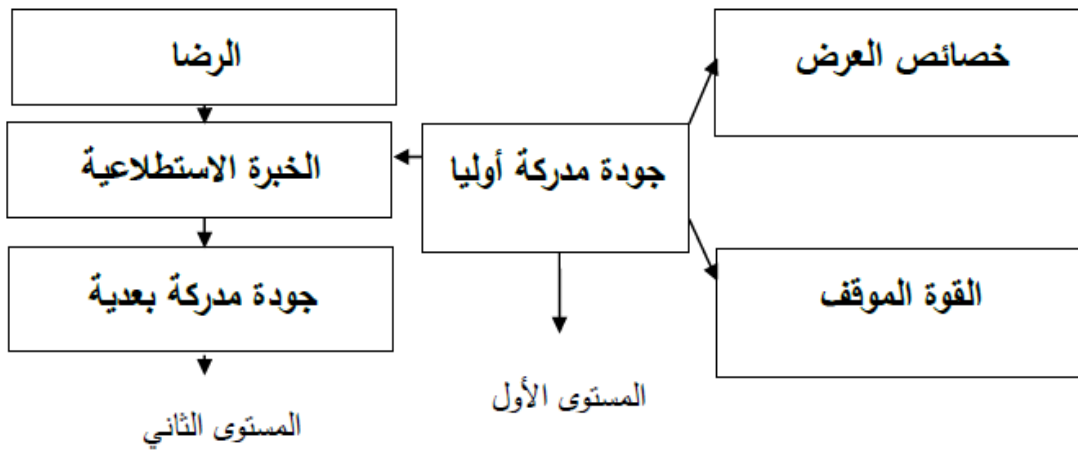 خصائص العرض
الرضا
جودة مدركة أوليا
الخبرة الاستطلاعية
القوة الموقف
جودة مدركة بعدية
المستوى الأول
المستوى الثاني